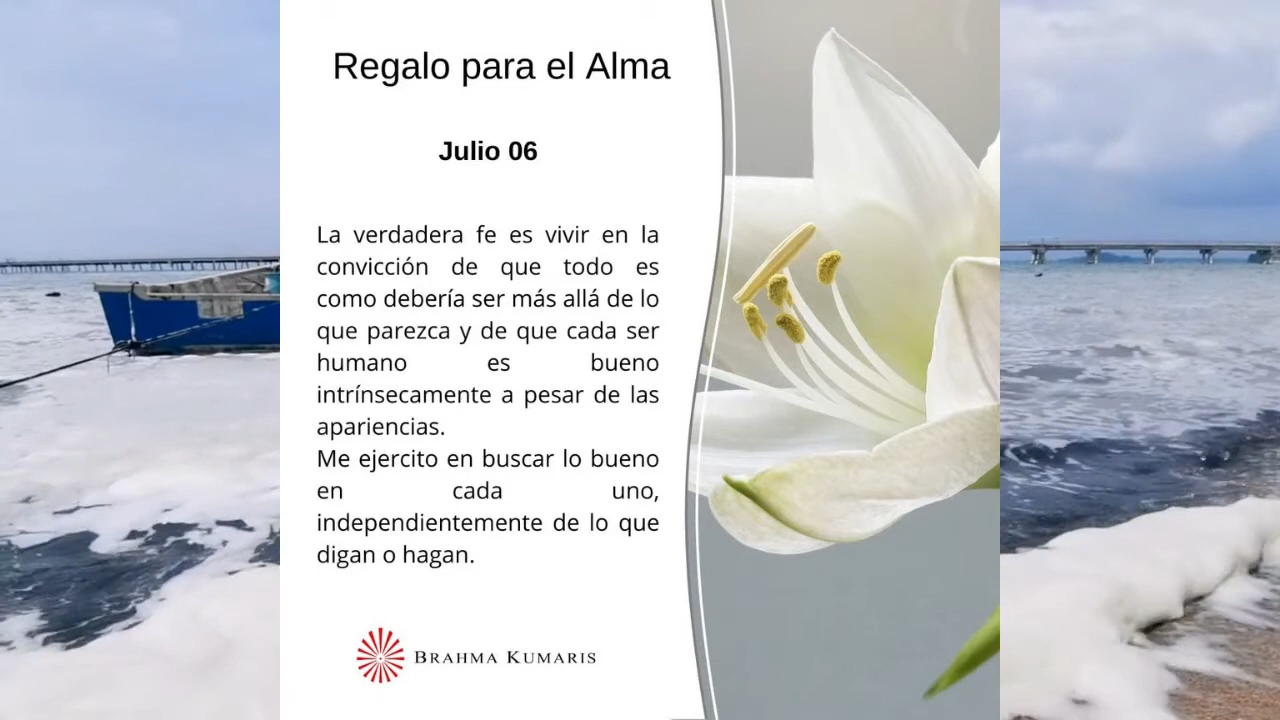 Regalo para el Alma
Julio 06
La verdadera fe es vivir en la
convicción de que todo es
como debería ser más allá de lo
que parezca y de que cada ser
humano es bueno
intrínsecamente a pesar de las
apariencias.
Me ejercito en buscar lo bueno
en cada uno,
independientemente de lo que
digan o hagan.
BRAHMA KUMARIS